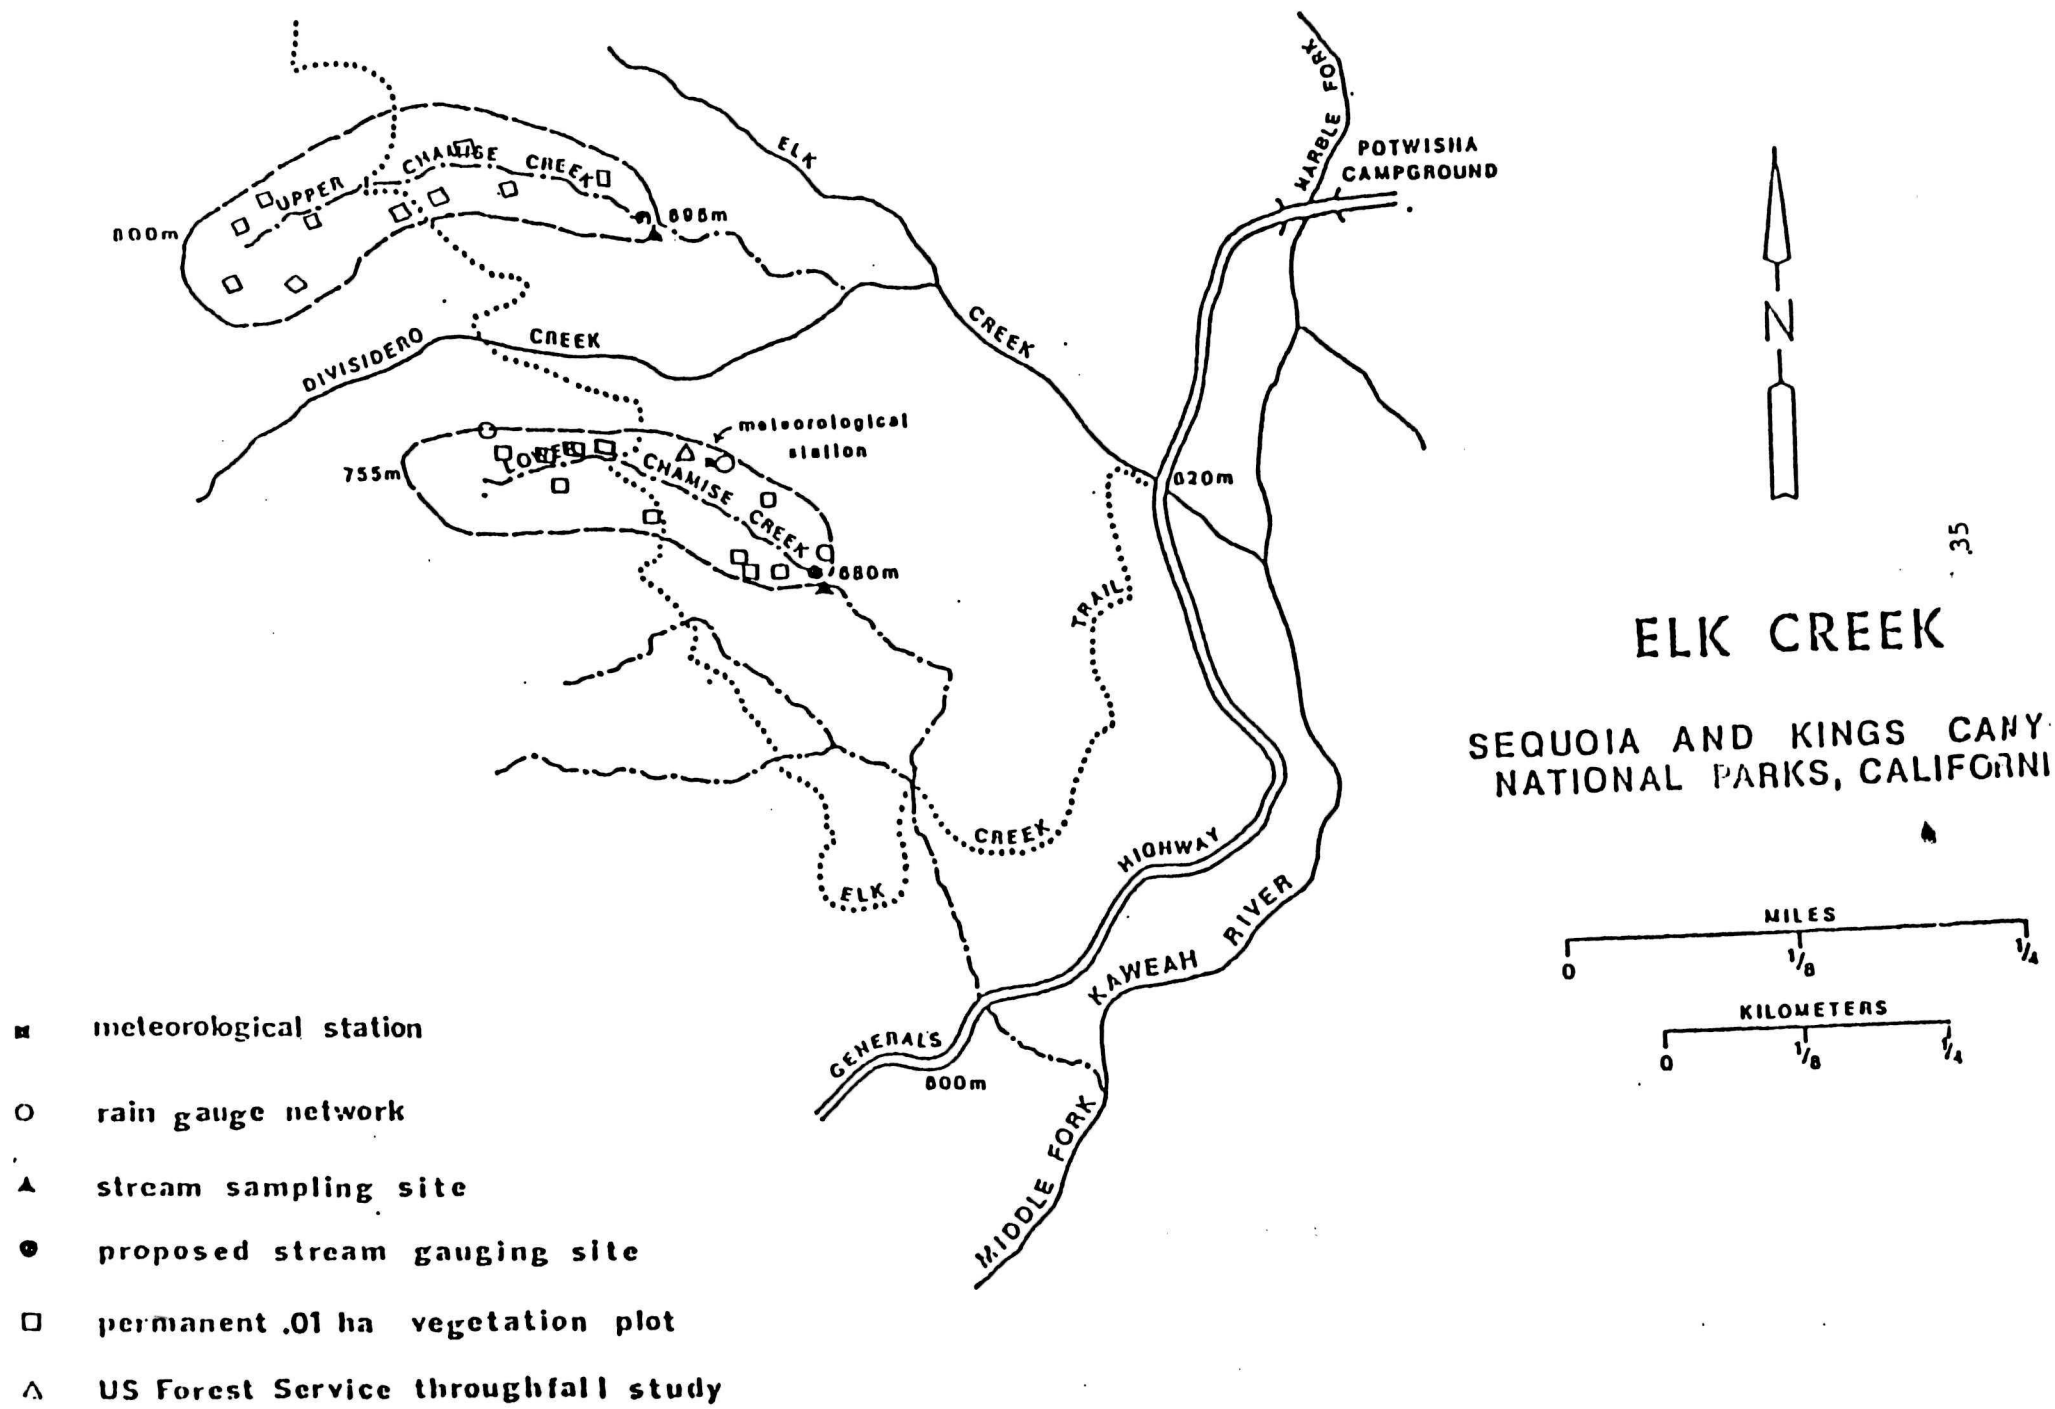 MARBLE FORK
POTWISHA
CAMPGROUND
ELK
CREEK
UPPER CHAMISE CREEK
800m
695m
DIVISIDERO CREEK
meteorological
station
LOWER CHAMISE CREEK
755m
680m
620m
N
35
ELK CREEK
SEQUOIA AND KINGS CANY
NATIONAL PARKS, CALIFORNI
TRAIL
CREEK
ELK
GENERALS HIGHWAY
600m
MIDDLE FORK KAWEAH RIVER
MILES
0 1/8 1/4
KILOMETERS
0 1/8 1/4
meteorological station
rain gauge network
stream sampling site
proposed stream gauging site
permanent .01 ha vegetation plot
US Forest Service throughfall study